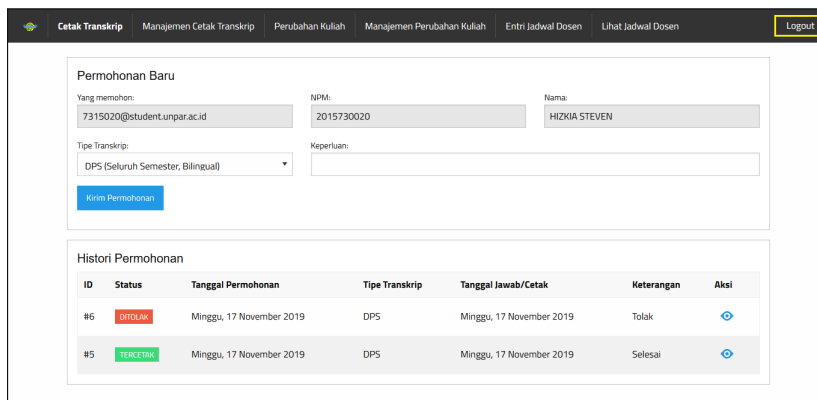 Cetak Transkrip Manajemen Cetak Transkrip Perubahan Kuliah Manajemen Perubahan Kuliah Entri Jadwal Dosen Lihat Jadwal Dosen Logout
Permohonan Baru
Yang memohon: NPM: Nama:
7315020@student.unpar.ac.id 2015730020 HIZKIA STEVEN
Tipe Transkrip: Keperluan:
DPS (Seluruh Semester, Bilingual)
Kirim Permohonan
Histori Permohonan
ID Status Tanggal Permohonan Tipe Transkrip Tanggal Jawab/Cetak Keterangan Aksi
#6 DITOLAK Minggu, 17 November 2019 DPS Minggu, 17 November 2019 Tolak
#5 TERCETAK Minggu, 17 November 2019 DPS Minggu, 17 November 2019 Selesai